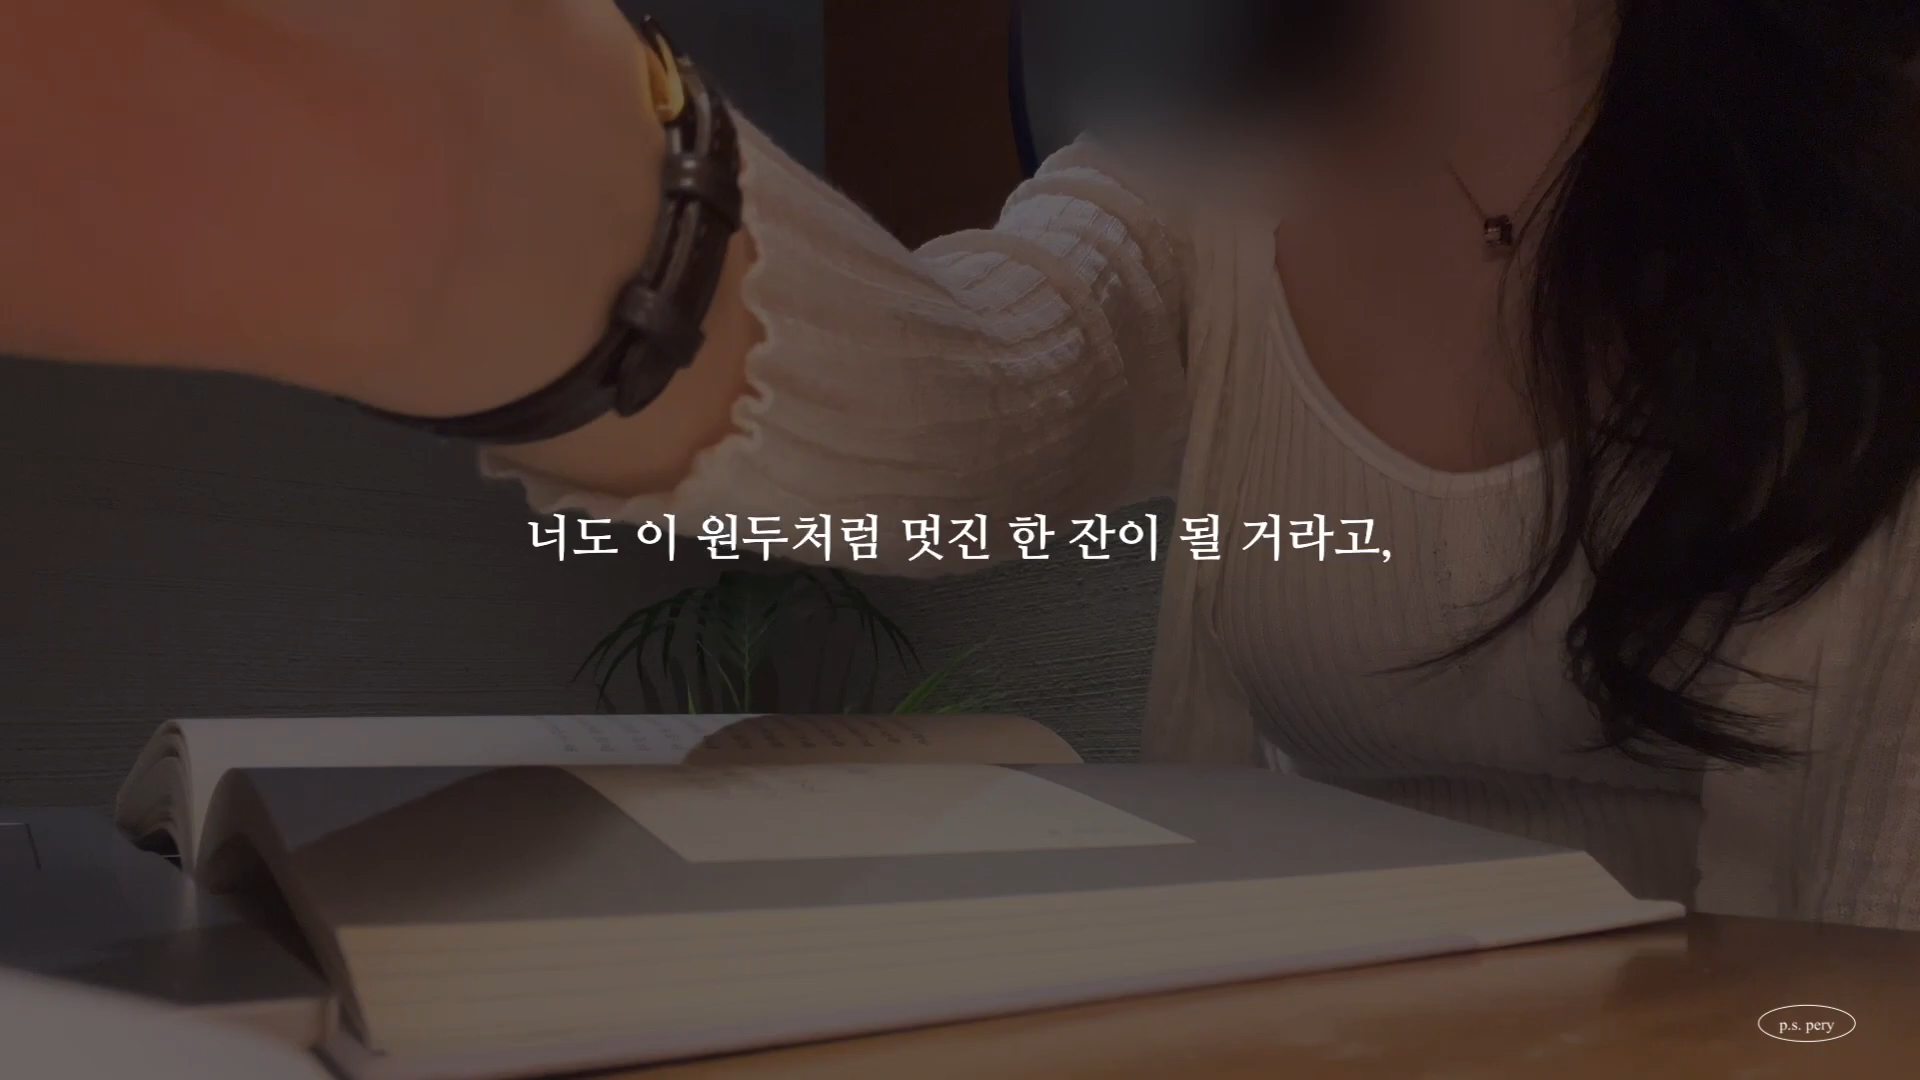 너도 이 원두처럼 멋진 한 잔이 될 거라고,
p.s. pery